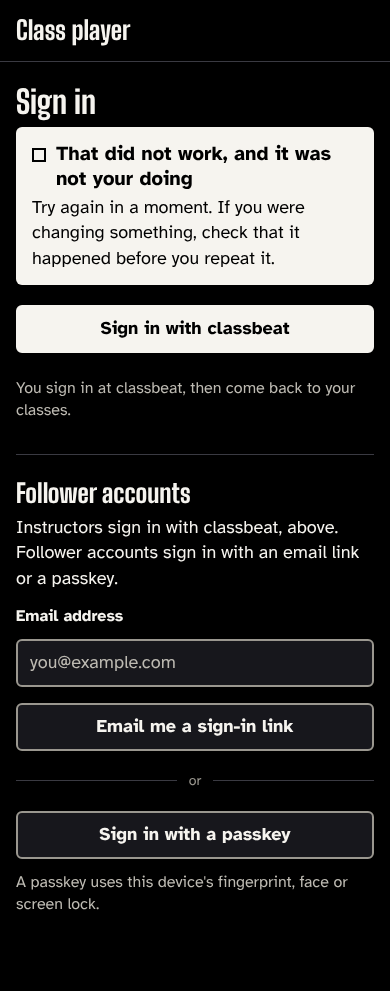 Class player
Sign in
That did not work, and it was
not your doing
Try again in a moment. If you were
changing something, check that it
happened before you repeat it.
Sign in with classbeat
You sign in at classbeat, then come back to your
classes.
Follower accounts
Instructors sign in with classbeat, above.
Follower accounts sign in with an email link
or a passkey.
Email address
you@example.com
Email me a sign-in link
or
Sign in with a passkey
A passkey uses this device's fingerprint, face or
screen lock.